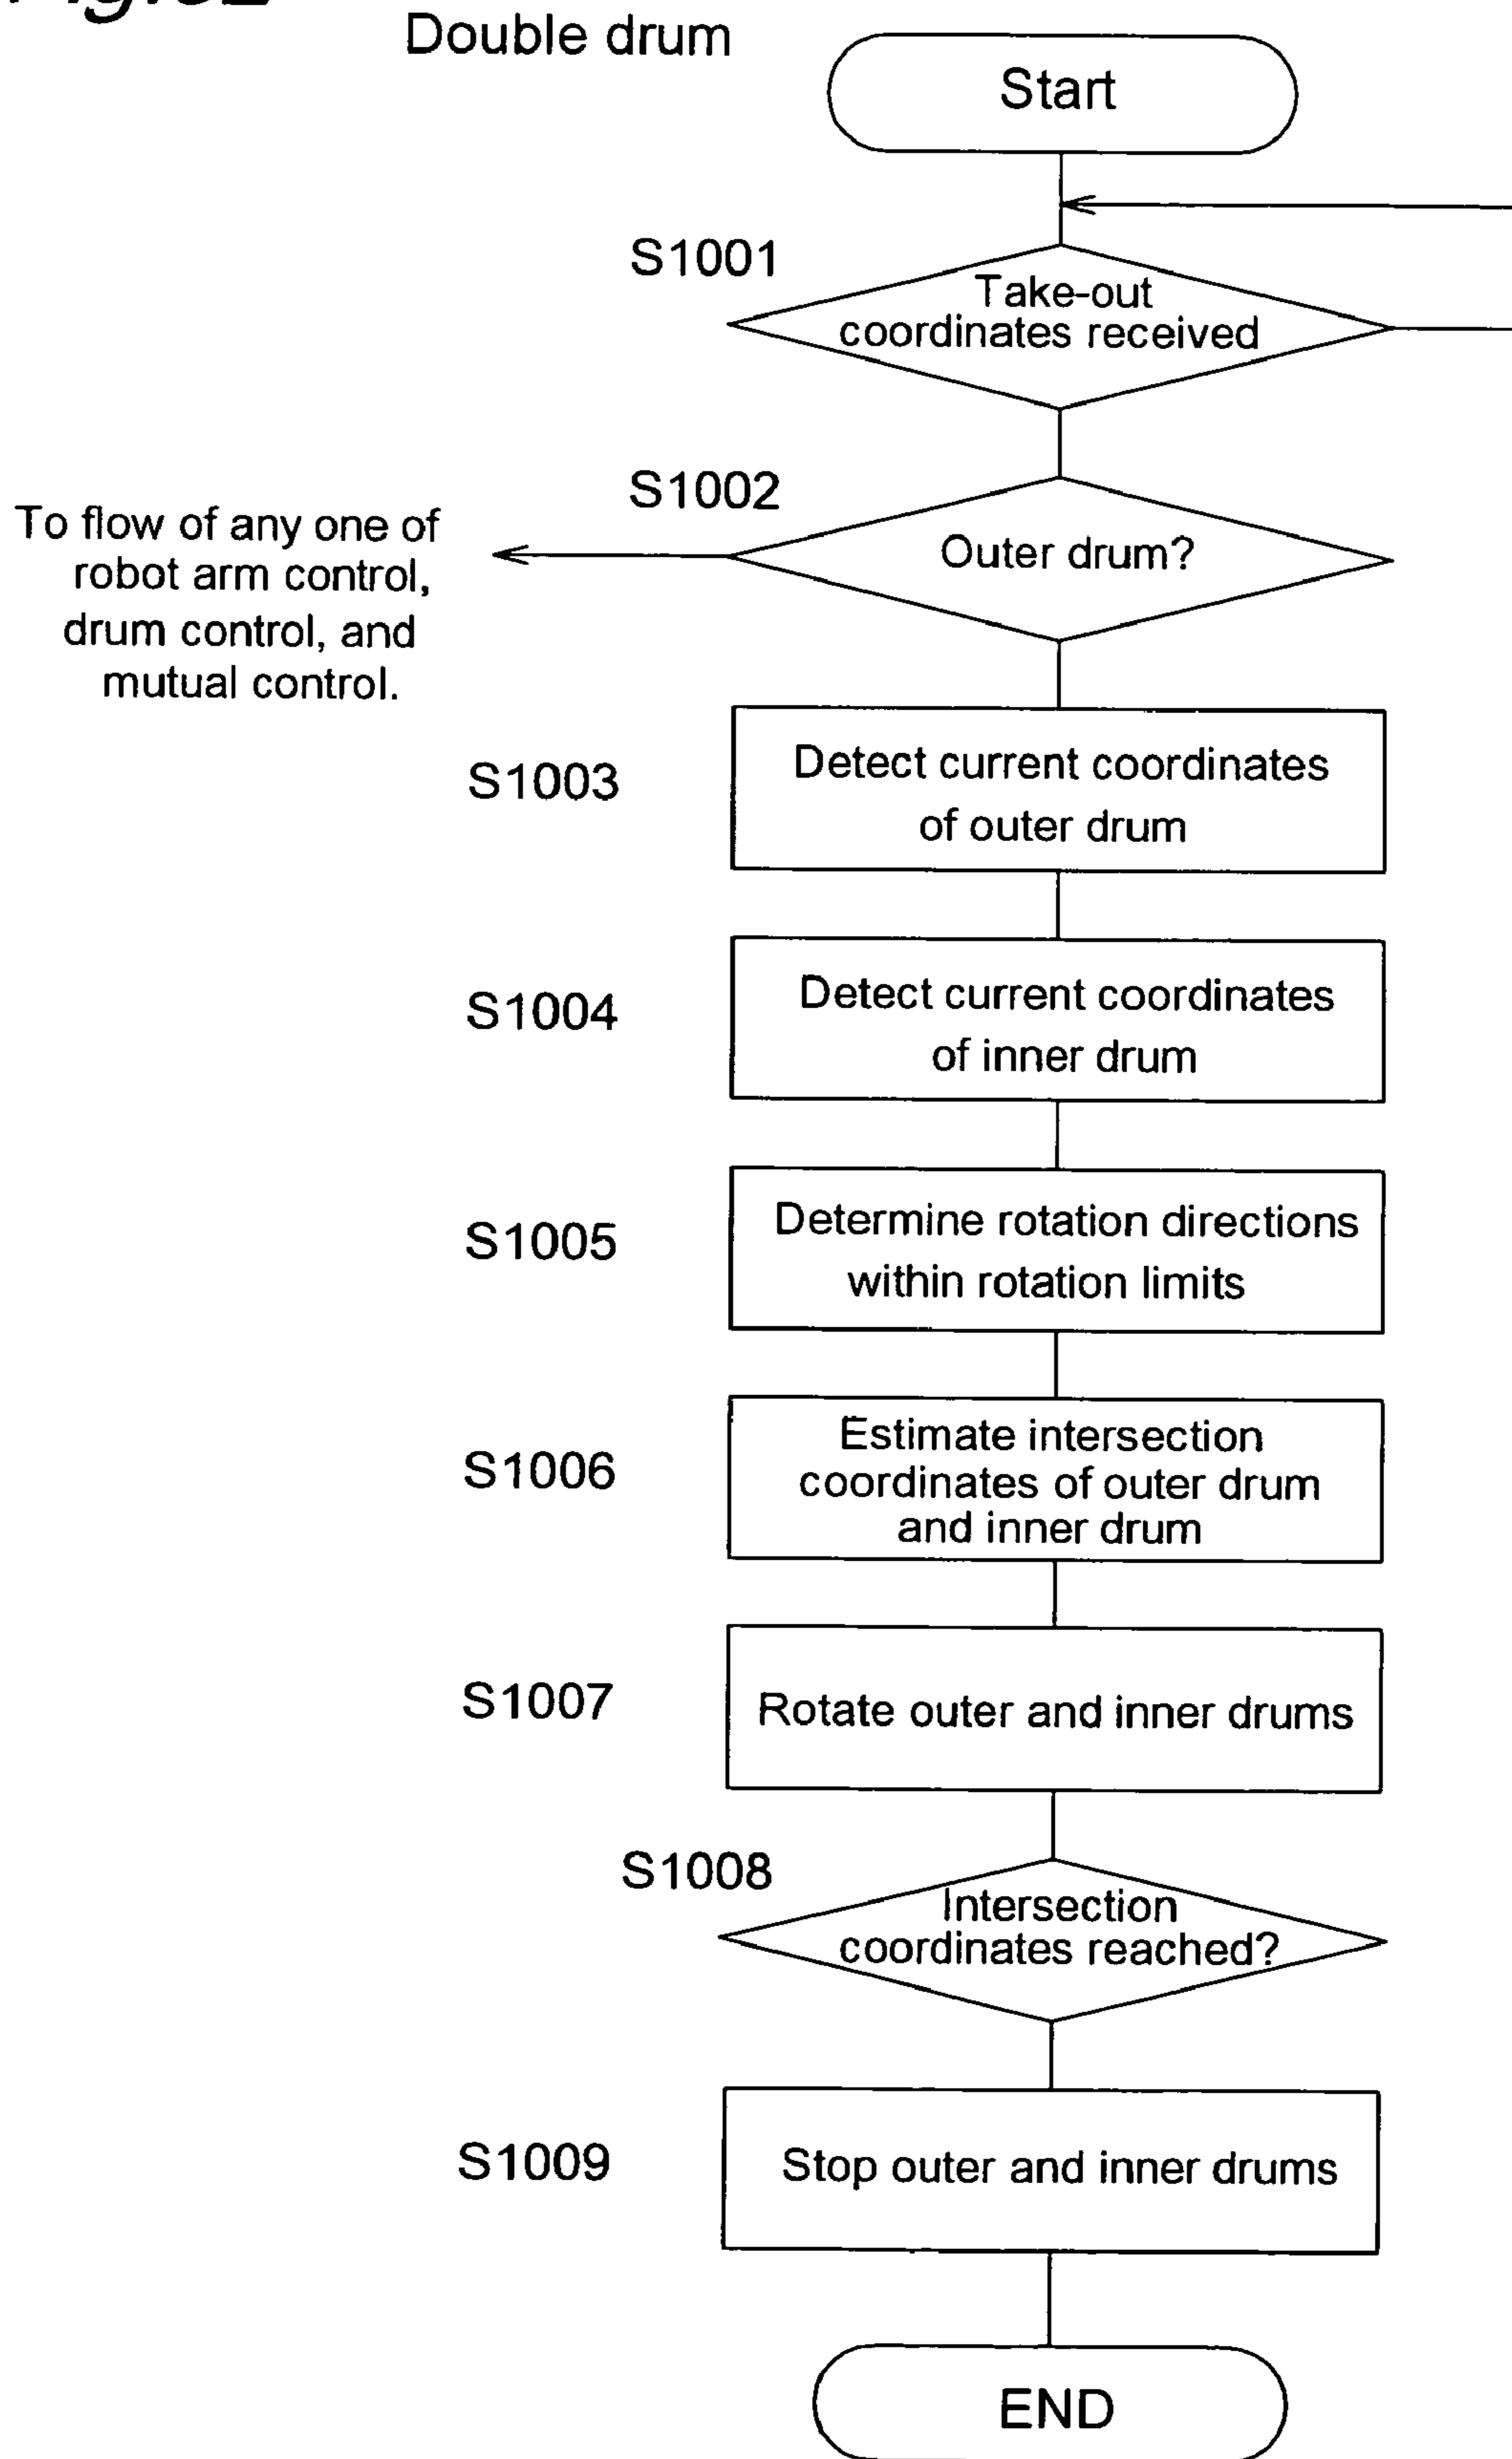 Double drum
Start
S1001
Take-out
coordinates received
S1002
Outer drum?
To flow of any one of
robot arm control,
drum control, and
mutual control.
S1003
Detect current coordinates
of outer drum
S1004
Detect current coordinates
of inner drum
S1005
Determine rotation directions
within rotation limits
S1006
Estimate intersection
coordinates of outer drum
and inner drum
S1007
Rotate outer and inner drums
S1008
Intersection
coordinates reached?
S1009
Stop outer and inner drums
END